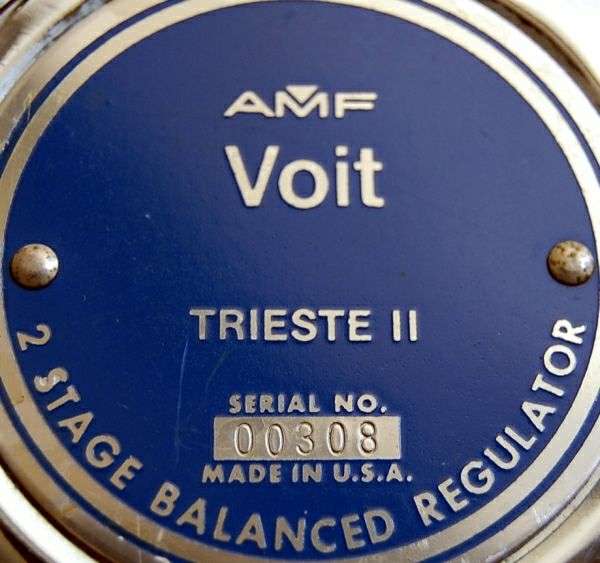 AMF
Voit
TRIESTE II
SERIAL NO.
00308
MADE IN U.S.A.
2 STAGE BALANCED REGULATOR